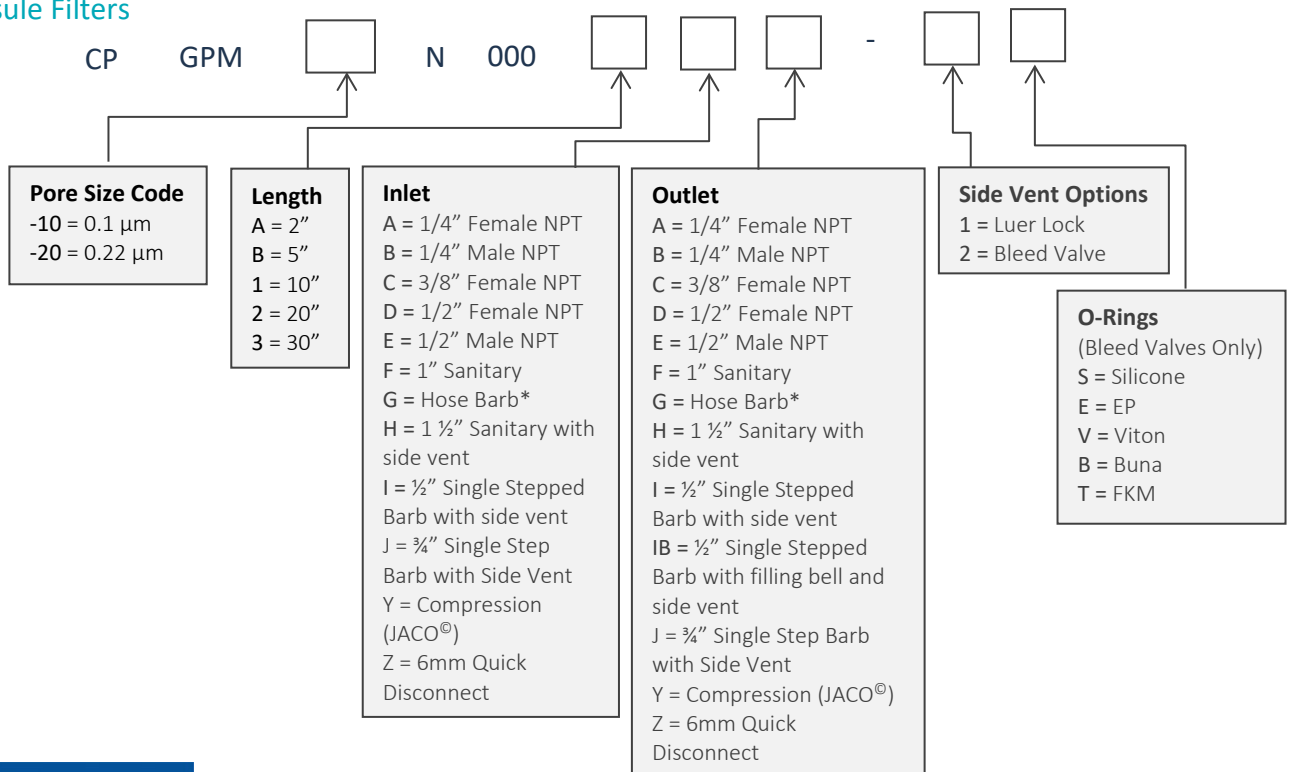 sule Filters
CP GPM N 000 -
Pore Size Code
-10 = 0.1 µm
-20 = 0.22 µm
Length
A = 2”
B = 5”
1 = 10”
2 = 20”
3 = 30”
Inlet
A = 1/4” Female NPT
B = 1/4” Male NPT
C = 3/8” Female NPT
D = 1/2” Female NPT
E = 1/2” Male NPT
F = 1” Sanitary
G = Hose Barb*
H = 1 ½” Sanitary with
side vent
I = ½” Single Stepped
Barb with side vent
J = ¾” Single Step
Barb with Side Vent
Y = Compression
(JACO©)
Z = 6mm Quick
Disconnect
Outlet
A = 1/4” Female NPT
B = 1/4” Male NPT
C = 3/8” Female NPT
D = 1/2” Female NPT
E = 1/2” Male NPT
F = 1” Sanitary
G = Hose Barb*
H = 1 ½” Sanitary with
side vent
I = ½” Single Stepped
Barb with side vent
IB = ½” Single Stepped
Barb with filling bell and
side vent
J = ¾” Single Step Barb
with Side Vent
Y = Compression (JACO©)
Z = 6mm Quick
Disconnect
Side Vent Options
1 = Luer Lock
2 = Bleed Valve
O-Rings
(Bleed Valves Only)
S = Silicone
E = EP
V = Viton
B = Buna
T = FKM